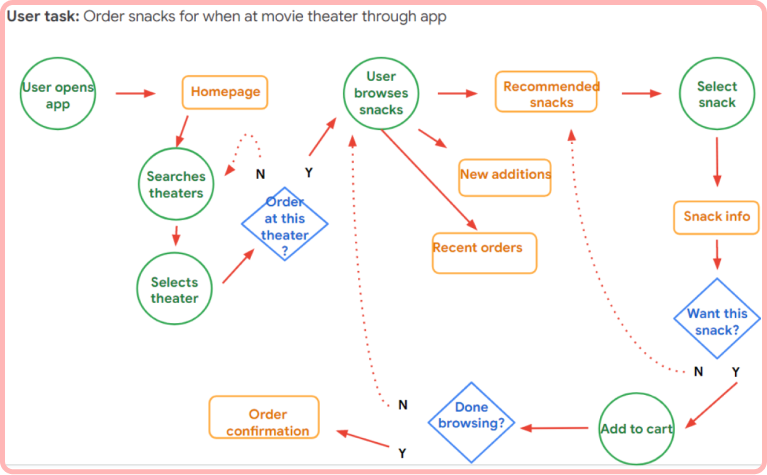 User task: Order snacks for when at movie theater through app
User opens
app
Homepage
User
browses
snacks
Recommended
snacks
Select
snack
Searches
theaters
N
Y
Order
at this
theater
?
New additions
Snack info
Recent orders
Selects
theater
Want this
snack?
N
Y
Order
confirmation
N
Y
Done
browsing?
Add to cart